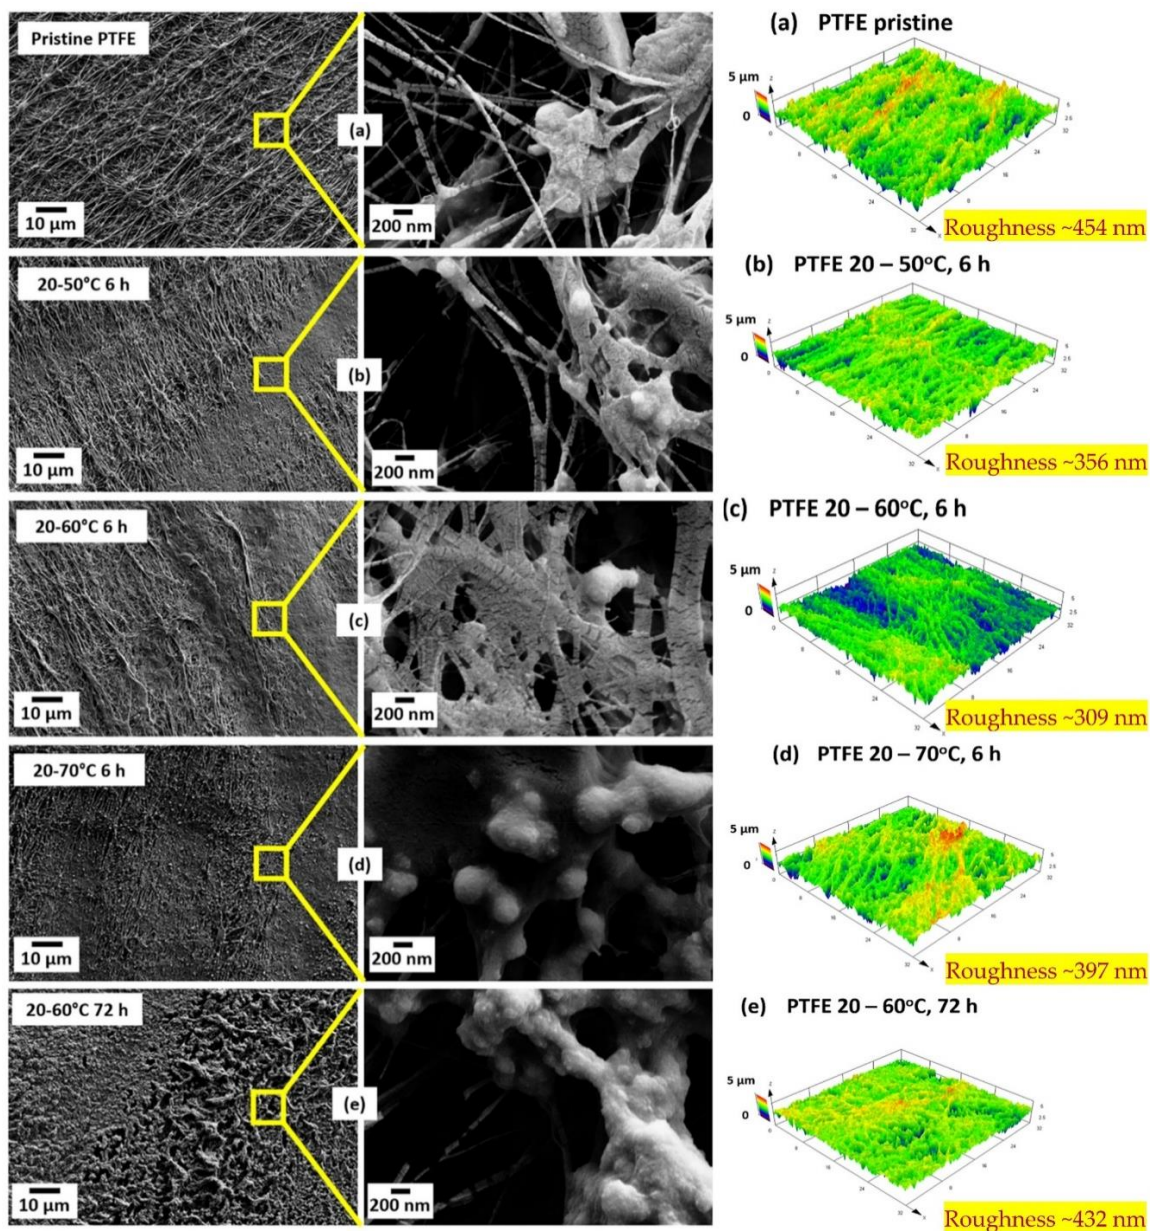 Pristine PTFE
10 µm
(a)
200 nm
20-50°C 6 h
10 µm
(b)
200 nm
20-60°C 6 h
10 µm
(c)
200 nm
20-70°C 6 h
10 µm
(d)
200 nm
20-60°C 72 h
10 µm
(e)
200 nm
(a) PTFE pristine
5 µm
0
Roughness ~454 nm
(b) PTFE 20 – 50°C, 6 h
5 µm
0
Roughness ~356 nm
(c) PTFE 20 – 60°C, 6 h
5 µm
0
Roughness ~309 nm
(d) PTFE 20 – 70°C, 6 h
5 µm
0
Roughness ~397 nm
(e) PTFE 20 – 60°C, 72 h
5 µm
0
Roughness ~432 nm